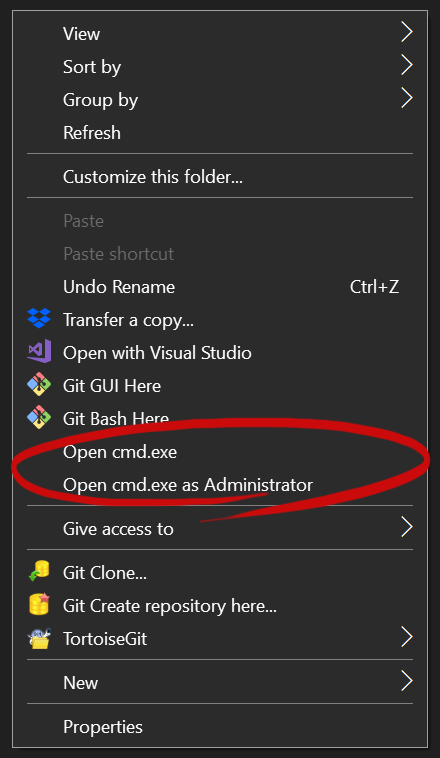 View
Sort by
Group by
Refresh
Customize this folder...
Paste
Paste shortcut
Undo Rename Ctrl+Z
Transfer a copy...
Open with Visual Studio
Git GUI Here
Git Bash Here
Open cmd.exe
Open cmd.exe as Administrator
Give access to
Git Clone...
Git Create repository here...
TortoiseGit
New
Properties